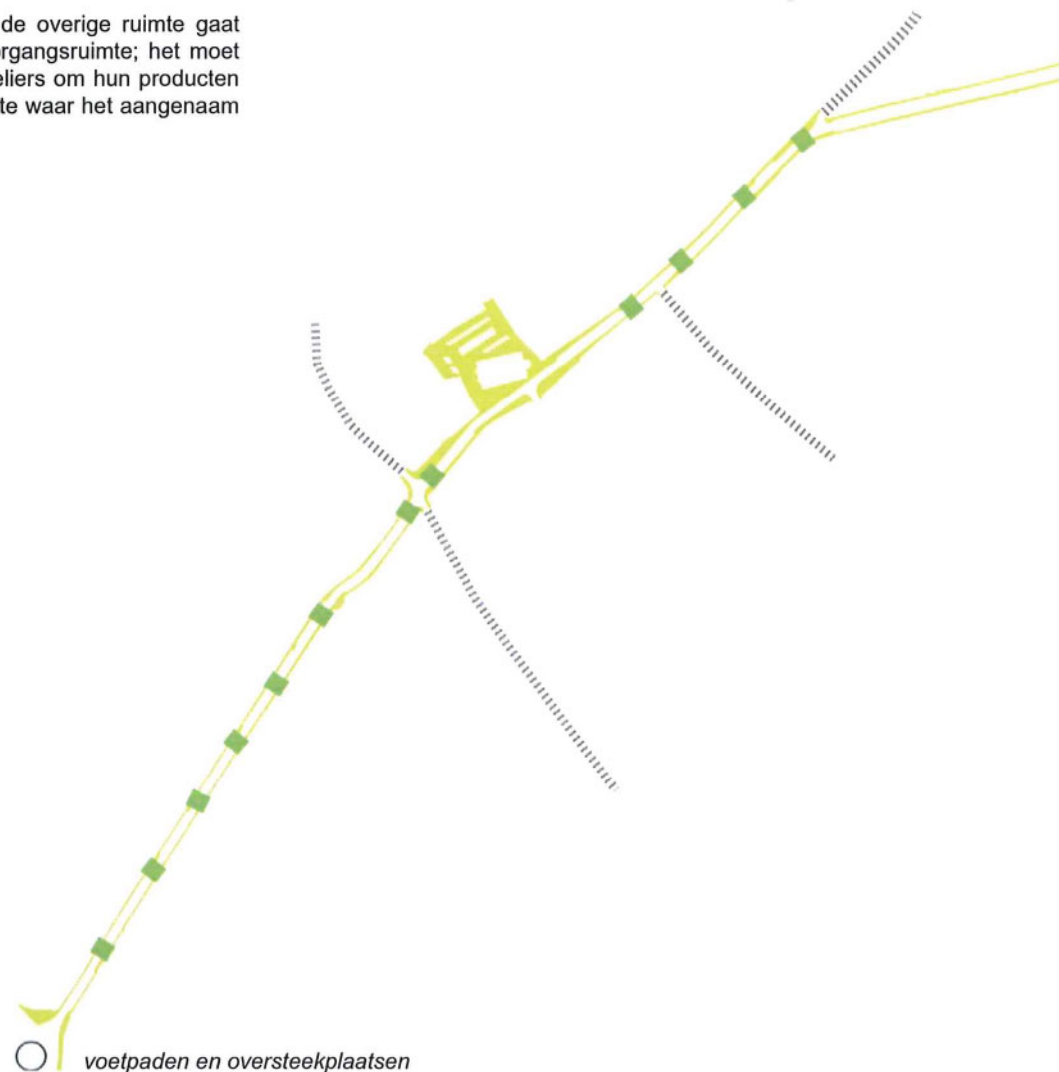 de overige ruimte gaat
rgangsruimte; het moet
eliers om hun producten
te waar het aangenaam
voetpaden en oversteekplaatsen